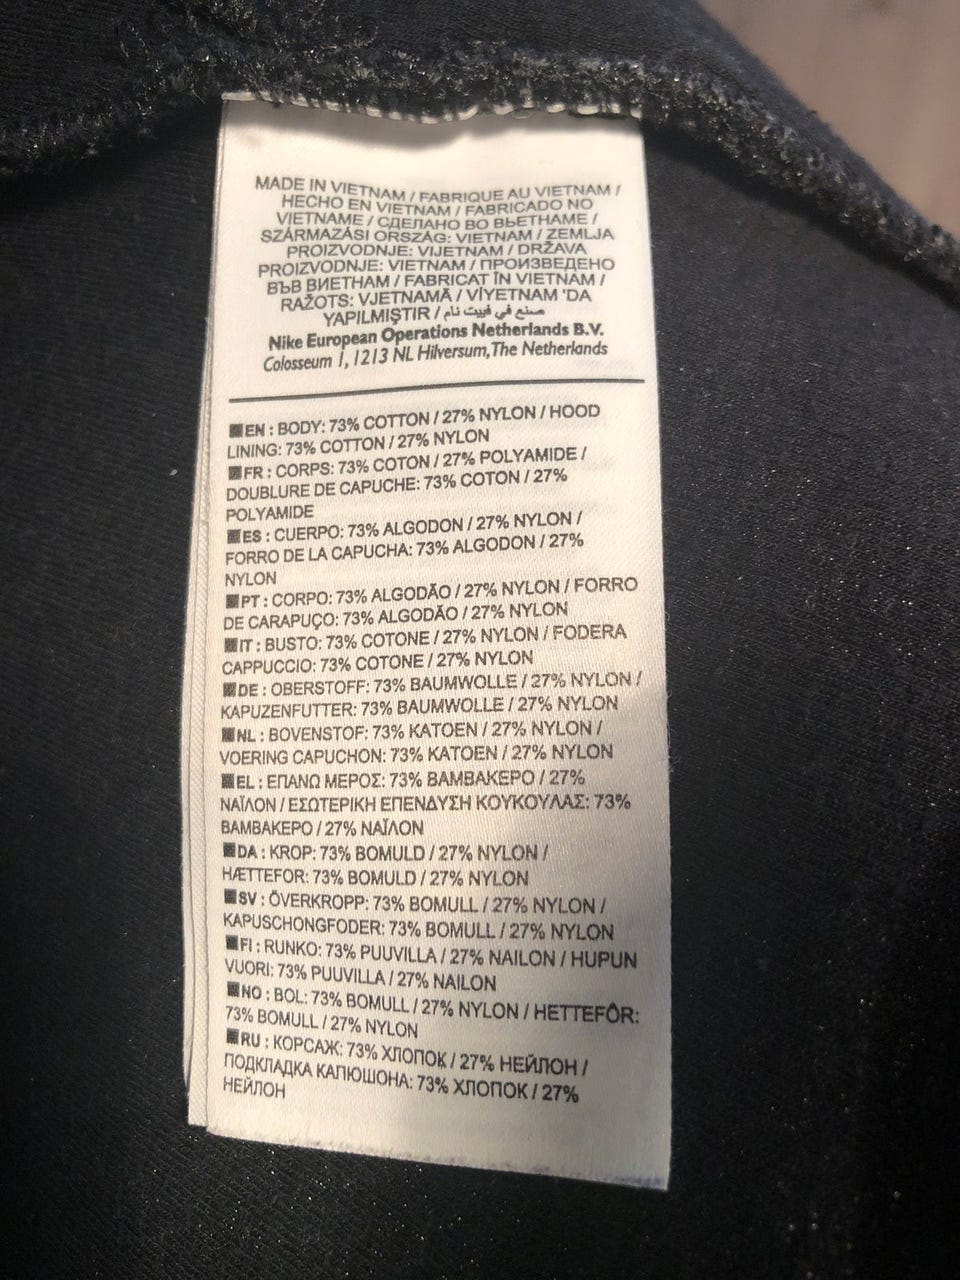 MADE IN VIETNAM / FABRIQUE AU VIETNAM /
HECHO EN VIETNAM / FABRICADO NO
VIETNAME / СДЕЛАНО ВО ВЬЕТНАМЕ /
SZÁRMAZÁSI ORSZÁG: VIETNAM / ZEMLJA
PROIZVODNJE: VIJETNAM / DRŽAVA
PROIZVODNJE: VIETNAM / ПРОИЗВЕДЕНО
ВЪВ ВИЕТНАМ / FABRICAT ÎN VIETNAM /
RAŽOTS: VJETNAMĀ / VİYETNAM 'DA
YAPILMIŞTIR / صنع في فييت نام
Nike European Operations Netherlands B.V.
Colosseum 1, 1213 NL Hilversum, The Netherlands
EN : BODY: 73% COTTON / 27% NYLON / HOOD
LINING: 73% COTTON / 27% NYLON
FR : CORPS: 73% COTON / 27% POLYAMIDE /
DOUBLURE DE CAPUCHE: 73% COTON / 27%
POLYAMIDE
ES : CUERPO: 73% ALGODON / 27% NYLON /
FORRO DE LA CAPUCHA: 73% ALGODON / 27%
NYLON
PT : CORPO: 73% ALGODÃO / 27% NYLON / FORRO
DE CARAPUÇO: 73% ALGODÃO / 27% NYLON
IT : BUSTO: 73% COTONE / 27% NYLON / FODERA
CAPPUCCIO: 73% COTONE / 27% NYLON
DE : OBERSTOFF: 73% BAUMWOLLE / 27% NYLON /
KAPUZENFUTTER: 73% BAUMWOLLE / 27% NYLON
NL : BOVENSTOF: 73% KATOEN / 27% NYLON /
VOERING CAPUCHON: 73% KATOEN / 27% NYLON
EL : ΕΠΑΝΩ ΜΕΡΟΣ: 73% ΒΑΜΒΑΚΕΡΟ / 27%
ΝΑΪΛΟΝ / ΕΣΩΤΕΡΙΚΗ ΕΠΕΝΔΥΣΗ ΚΟΥΚΟΥΛΑΣ: 73%
ΒΑΜΒΑΚΕΡΟ / 27% ΝΑΪΛΟΝ
DA : KROP: 73% BOMULD / 27% NYLON /
HÆTTEFOR: 73% BOMULD / 27% NYLON
SV : ÖVERKROPP: 73% BOMULL / 27% NYLON /
KAPUSCHONGFODER: 73% BOMULL / 27% NYLON
FI : RUNKO: 73% PUUVILLA / 27% NAILON / HUPUN
VUORI: 73% PUUVILLA / 27% NAILON
NO : BOL: 73% BOMULL / 27% NYLON / HETTEFÔR:
73% BOMULL / 27% NYLON
RU : КОРСАЖ: 73% ХЛОПОК / 27% НЕЙЛОН /
ПОДКЛАДКА КАПЮШОНА: 73% ХЛОПОК / 27%
НЕЙЛОН